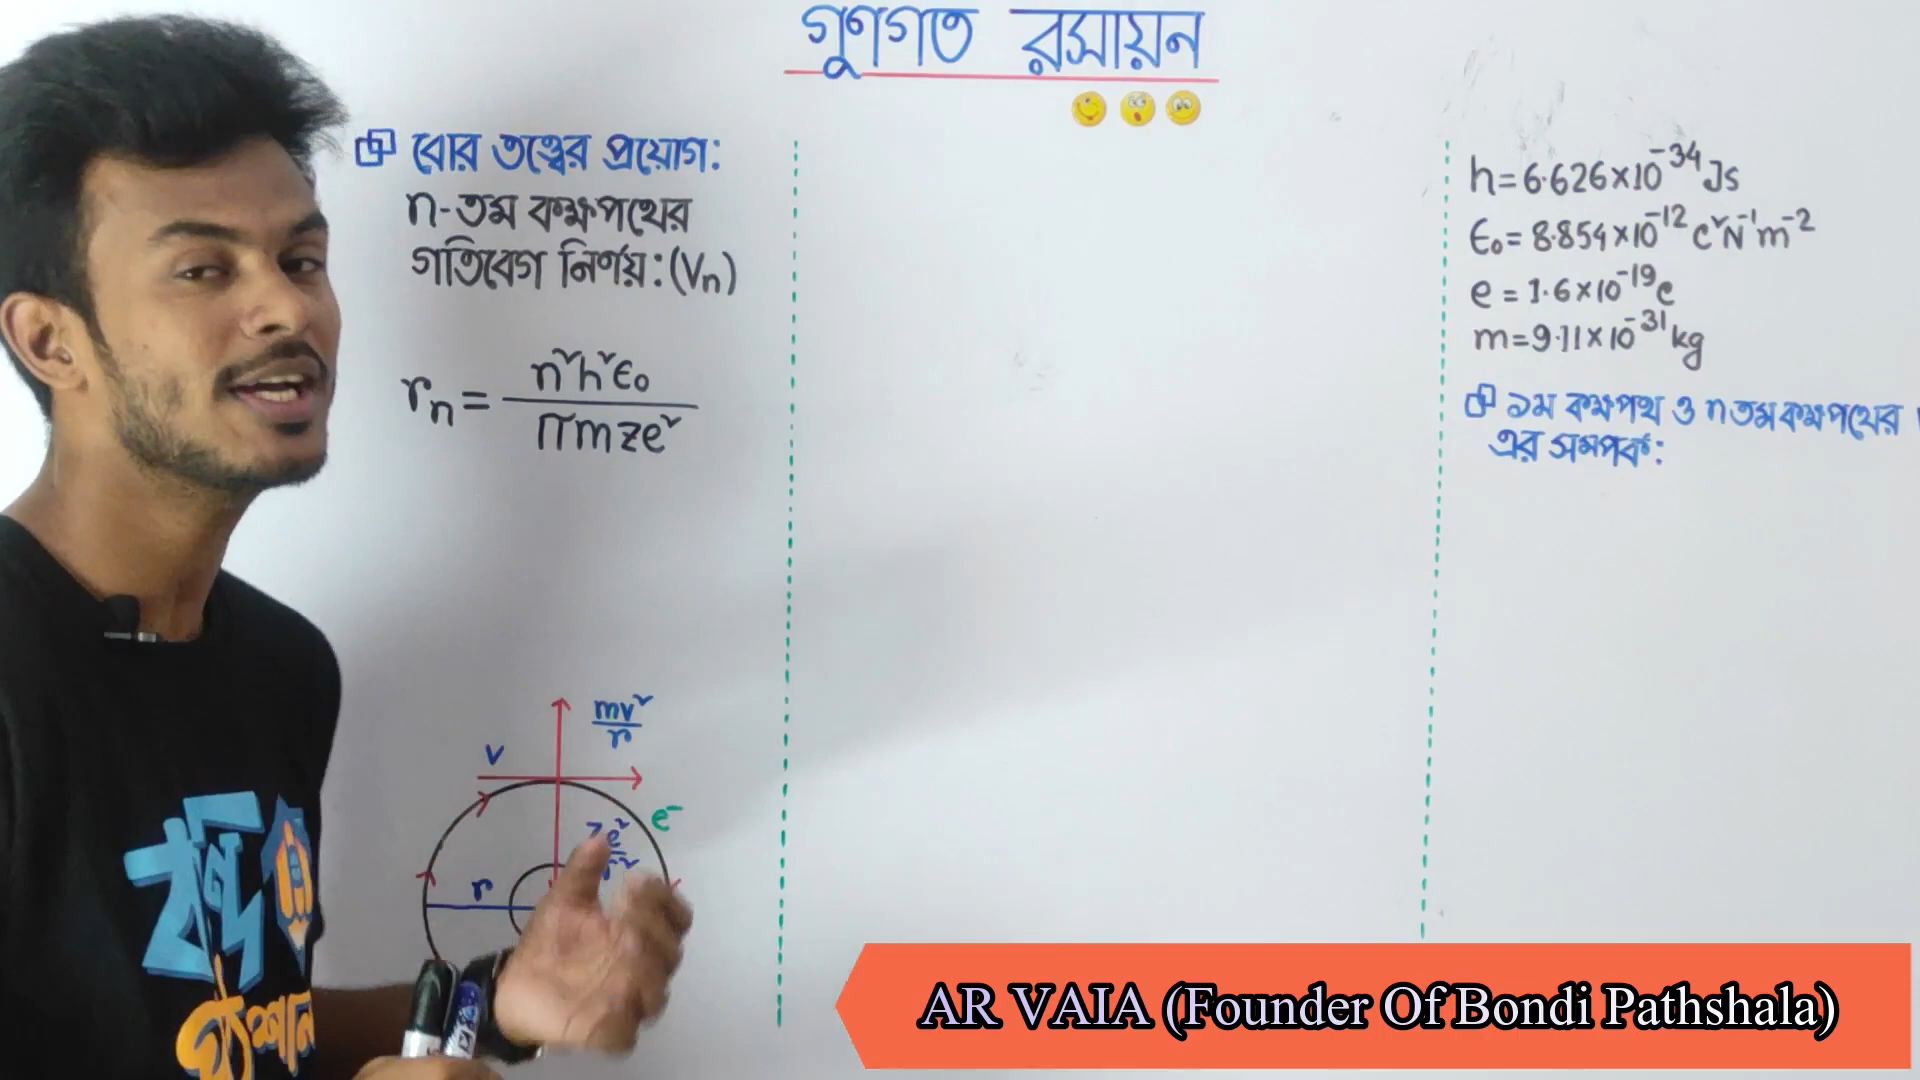 গুণগত রসায়ন
বোর তত্ত্বের প্রয়োগ:
n-তম কক্ষপথের
গতিবেগ নির্ণয়: (Vn)
rn = n²h²ϵ₀ / πmze²
mv² / r
v
e⁻
r
h = 6.626×10⁻³⁴ Js
ϵ₀ = 8.854×10⁻¹² C²N⁻¹m⁻²
e = 1.6×10⁻¹⁹ C
m = 9.11×10⁻³¹ kg
১ম কক্ষপথ ও n তম কক্ষপথের
এর সম্পর্ক:
বন্দি
পাঠশালা
AR VAIA (Founder Of Bondi Pathshala)